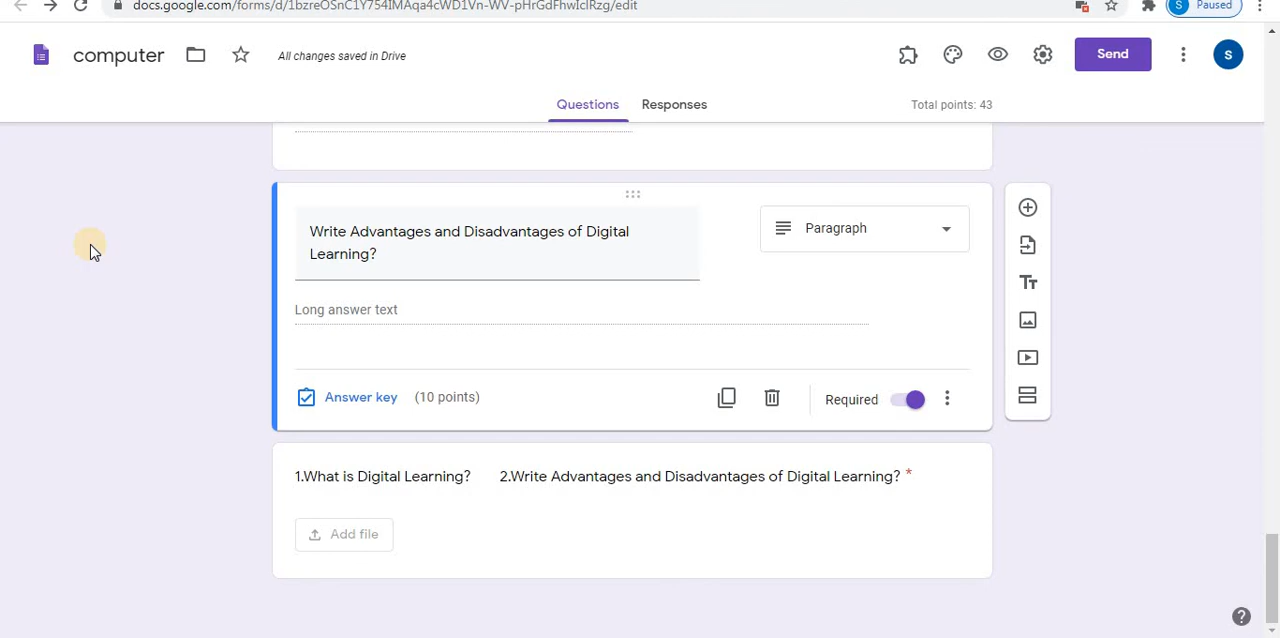 docs.google.com/forms/d/1bzreOSnC1Y754IMAqa4cWD1Vn-WV-pHrGdFhwIclRzg/edit
S Paused
computer
All changes saved in Drive
Send
S
Questions Responses
Total points: 43
Write Advantages and Disadvantages of Digital
Learning?
Paragraph
Long answer text
Answer key (10 points)
Required
1.What is Digital Learning? 2.Write Advantages and Disadvantages of Digital Learning? *
Add file